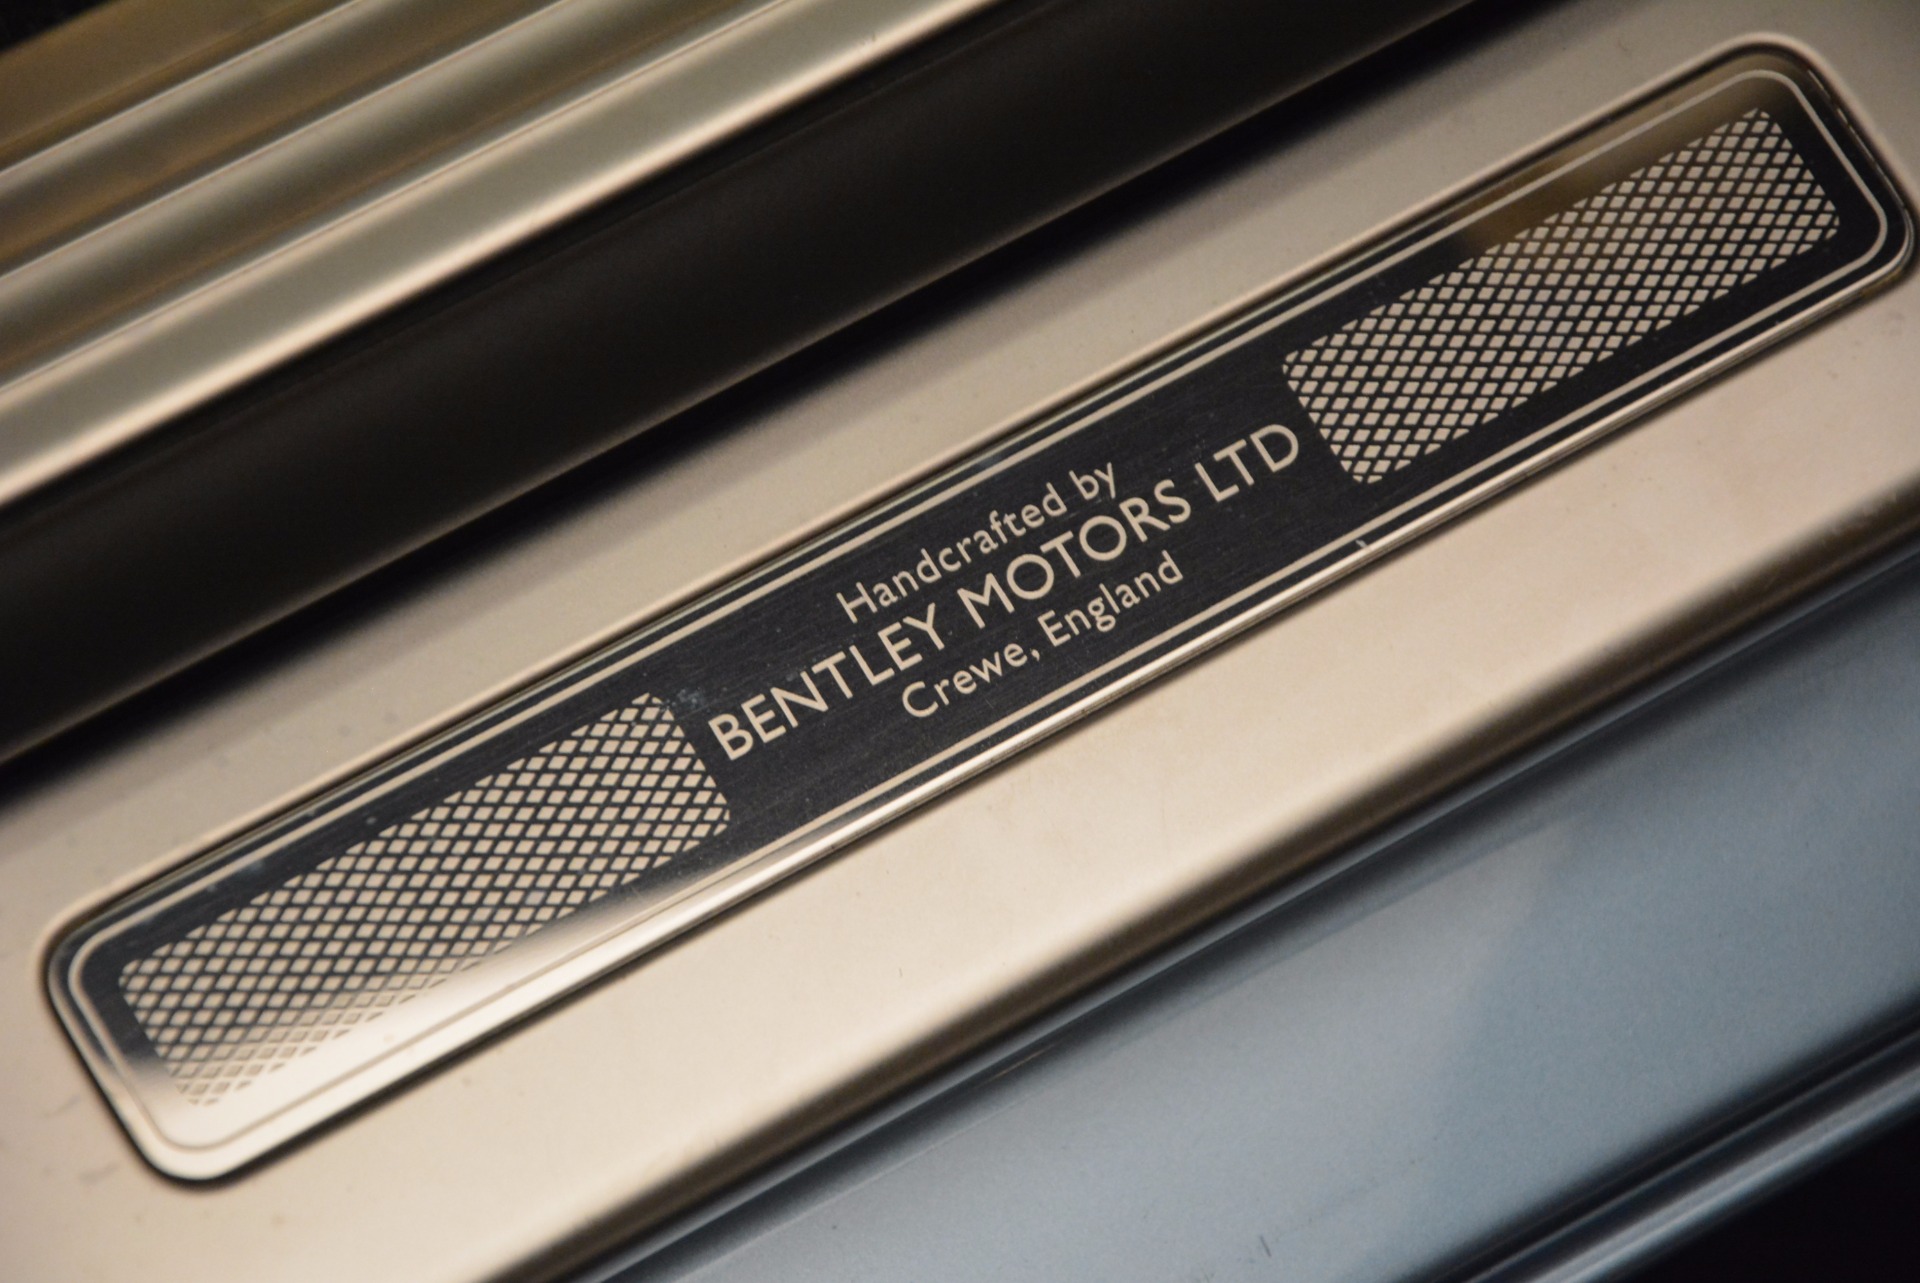 Handcrafted by
BENTLEY MOTORS LTD
Crewe, England